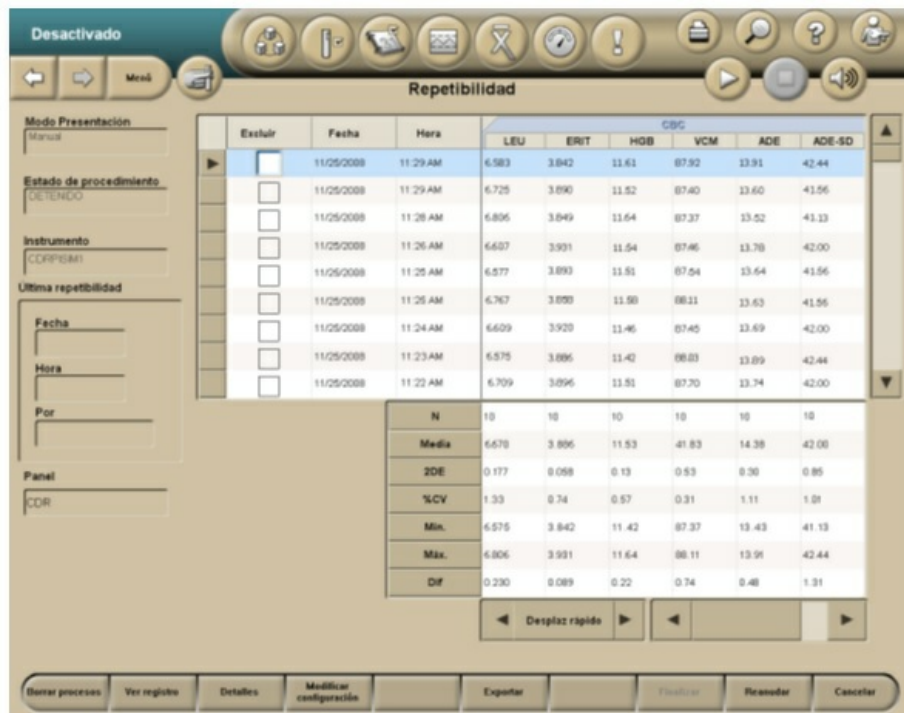 Desactivado
Menú
Repetibilidad
Modo Presentación
Manual
Estado de procedimiento
DETENIDO
Instrumento
CDRPISIM1
Última repetibilidad
Fecha
Hora
Por
Panel
CDR
CBC
Excluir Fecha Hora LEU ERIT HGB VCM ADE ADE-SD
11/25/2008 11:29 AM 6.583 3.842 11.61 87.92 13.91 42.44
11/25/2008 11:29 AM 6.725 3.890 11.52 87.40 13.60 41.56
11/25/2008 11:28 AM 6.806 3.849 11.64 87.37 13.52 41.13
11/25/2008 11:26 AM 6.607 3.931 11.54 87.46 13.78 42.00
11/25/2008 11:25 AM 6.577 3.893 11.51 87.54 13.64 41.56
11/25/2008 11:25 AM 6.767 3.858 11.58 88.11 13.63 41.56
11/25/2008 11:24 AM 6.609 3.920 11.46 87.45 13.69 42.00
11/25/2008 11:23 AM 6.575 3.886 11.42 88.03 13.89 42.44
11/25/2008 11:22 AM 6.709 3.896 11.51 87.70 13.74 42.00
N 10 10 10 10 10 10
Media 6.670 3.886 11.53 41.83 14.38 42.00
2DE 0.177 0.058 0.13 0.53 0.30 0.85
%CV 1.33 0.74 0.57 0.31 1.11 1.01
Mín. 6.575 3.842 11.42 87.37 13.43 41.13
Máx. 6.806 3.931 11.64 88.11 13.91 42.44
Dif 0.230 0.089 0.22 0.74 0.48 1.31
Desplaz rápido
Borrar procesos Ver registro Detalles Modificar configuración Exportar Finalizar Reanudar Cancelar